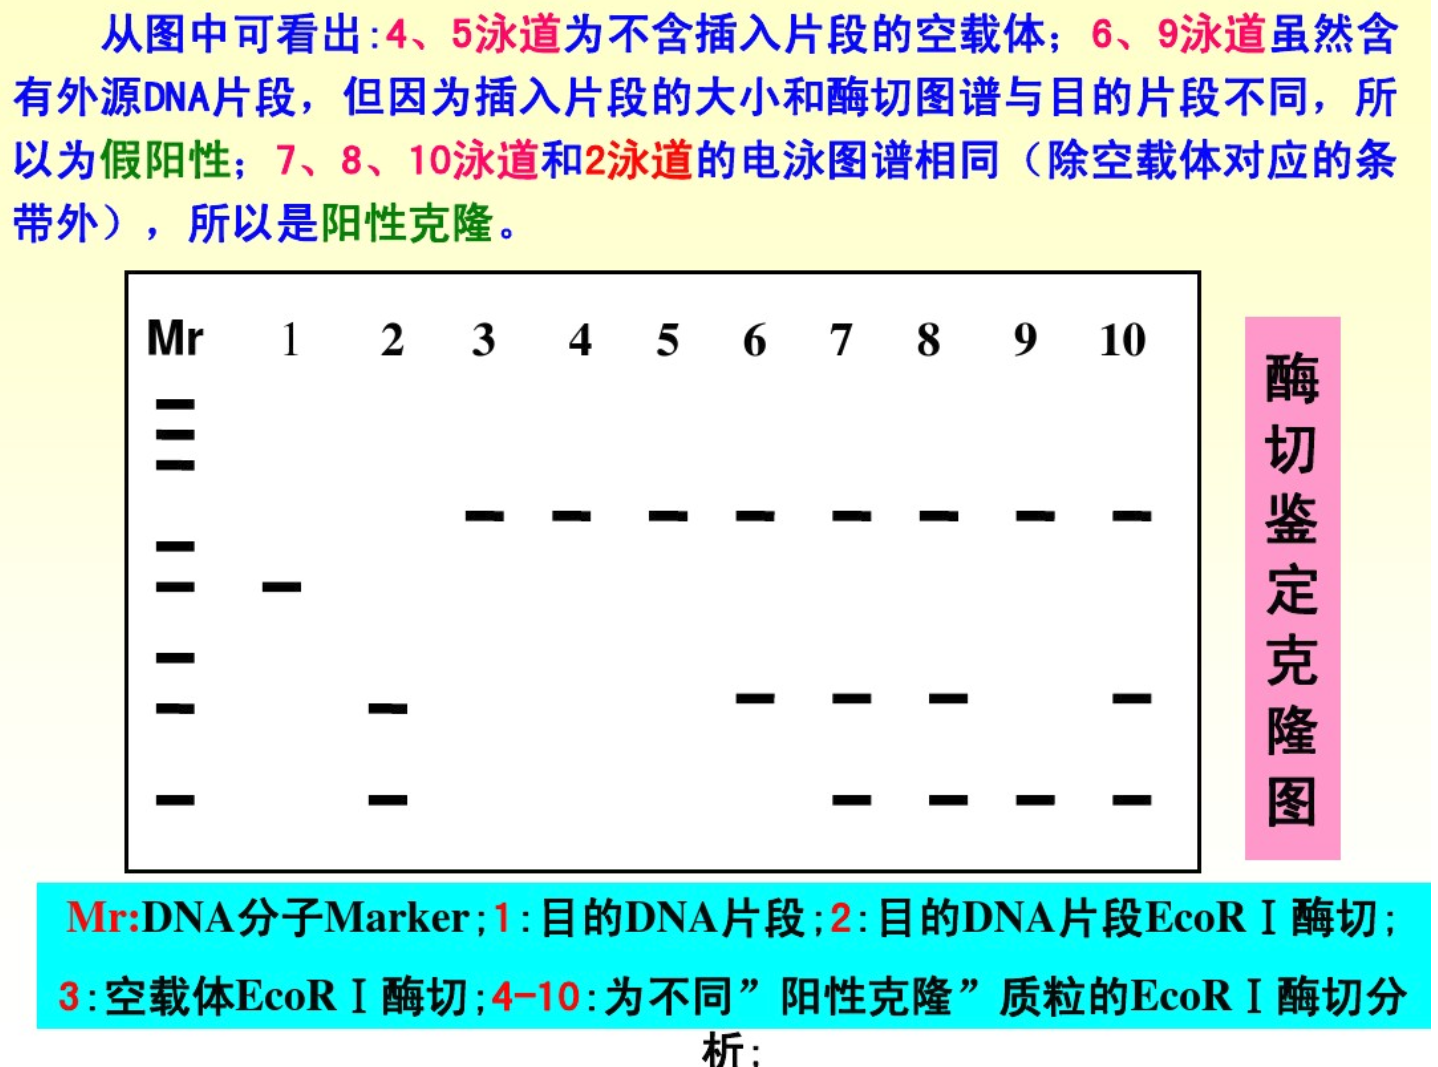 从图中可看出:4、5泳道为不含插入片段的空载体；6、9泳道虽然含
有外源DNA片段，但因为插入片段的大小和酶切图谱与目的片段不同，所
以为假阳性；7、8、10泳道和2泳道的电泳图谱相同（除空载体对应的条
带外），所以是阳性克隆。
Mr 1 2 3 4 5 6 7 8 9 10
酶切鉴定克隆图
Mr:DNA分子Marker;1:目的DNA片段;2:目的DNA片段EcoRⅠ酶切;
3:空载体EcoRⅠ酶切;4-10:为不同”阳性克隆”质粒的EcoRⅠ酶切分
析;